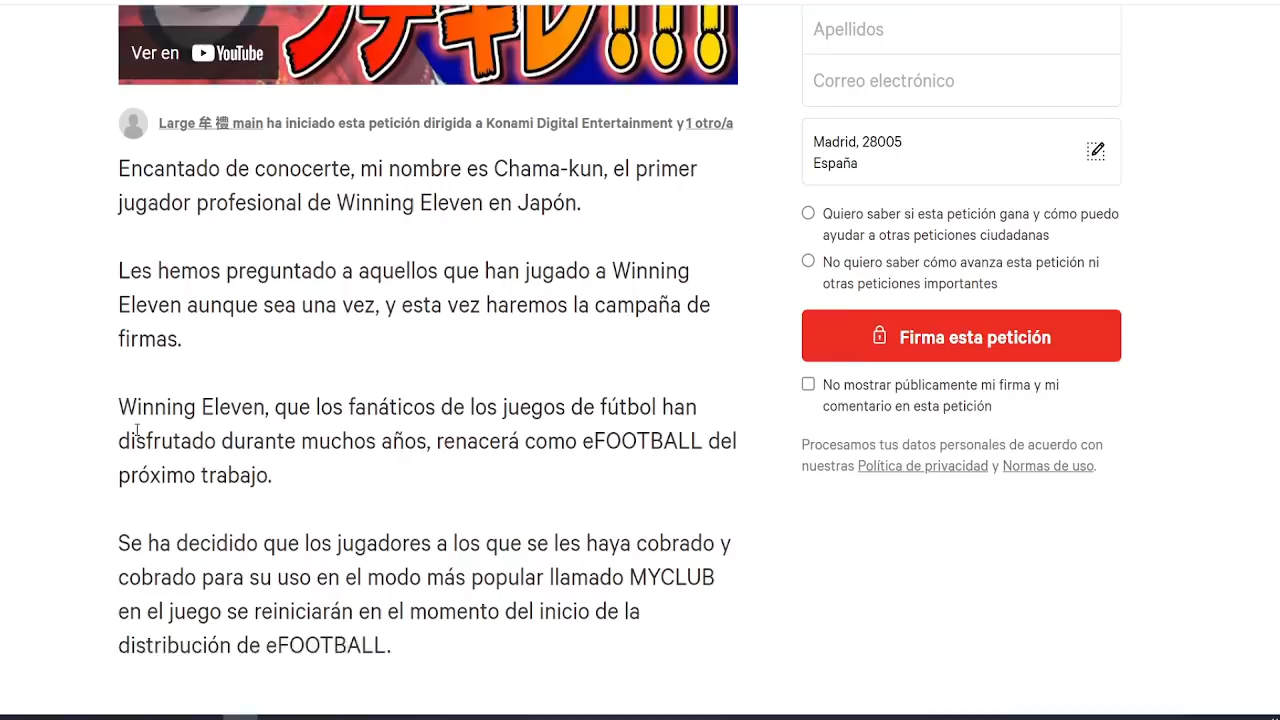 ブチギレ!!!
Ver en YouTube
Large 牟 禮 main ha iniciado esta petición dirigida a Konami Digital Entertainment y 1 otro/a
Encantado de conocerte, mi nombre es Chama-kun, el primer
jugador profesional de Winning Eleven en Japón.
Les hemos preguntado a aquellos que han jugado a Winning
Eleven aunque sea una vez, y esta vez haremos la campaña de
firmas.
Winning Eleven, que los fanáticos de los juegos de fútbol han
disfrutado durante muchos años, renacerá como eFOOTBALL del
próximo trabajo.
Se ha decidido que los jugadores a los que se les haya cobrado y
cobrado para su uso en el modo más popular llamado MYCLUB
en el juego se reiniciarán en el momento del inicio de la
distribución de eFOOTBALL.
Apellidos
Correo electrónico
Madrid, 28005
España
Quiero saber si esta petición gana y cómo puedo
ayudar a otras peticiones ciudadanas
No quiero saber cómo avanza esta petición ni
otras peticiones importantes
Firma esta petición
No mostrar públicamente mi firma y mi
comentario en esta petición
Procesamos tus datos personales de acuerdo con
nuestras Política de privacidad y Normas de uso.